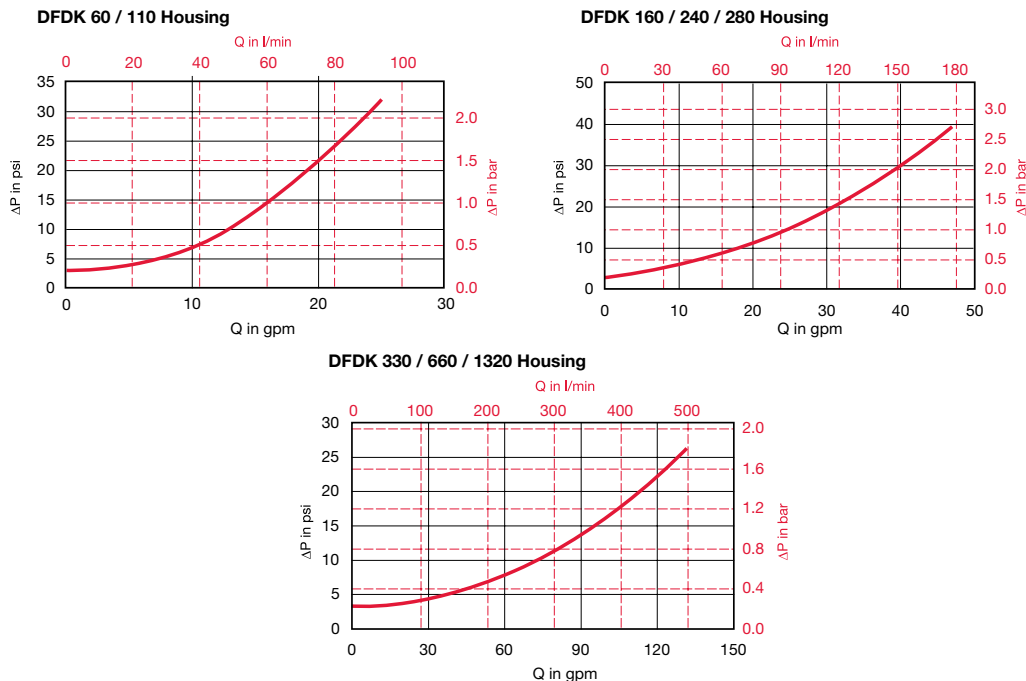 DFDK 60 / 110 Housing
Q in l/min
0 20 40 60 80 100
35
30
25
20
15
10
5
0
ΔP in psi
2.0
1.5
1.0
0.5
0.0
ΔP in bar
0 10 20 30
Q in gpm
DFDK 160 / 240 / 280 Housing
Q in l/min
0 30 60 90 120 150 180
50
40
30
20
10
0
ΔP in psi
3.0
2.5
2.0
1.5
1.0
0.5
0.0
ΔP in bar
0 10 20 30 40 50
Q in gpm
DFDK 330 / 660 / 1320 Housing
Q in l/min
0 100 200 300 400 500
30
25
20
15
10
5
0
ΔP in psi
2.0
1.6
1.2
0.8
0.4
0.0
ΔP in bar
0 30 60 90 120 150
Q in gpm